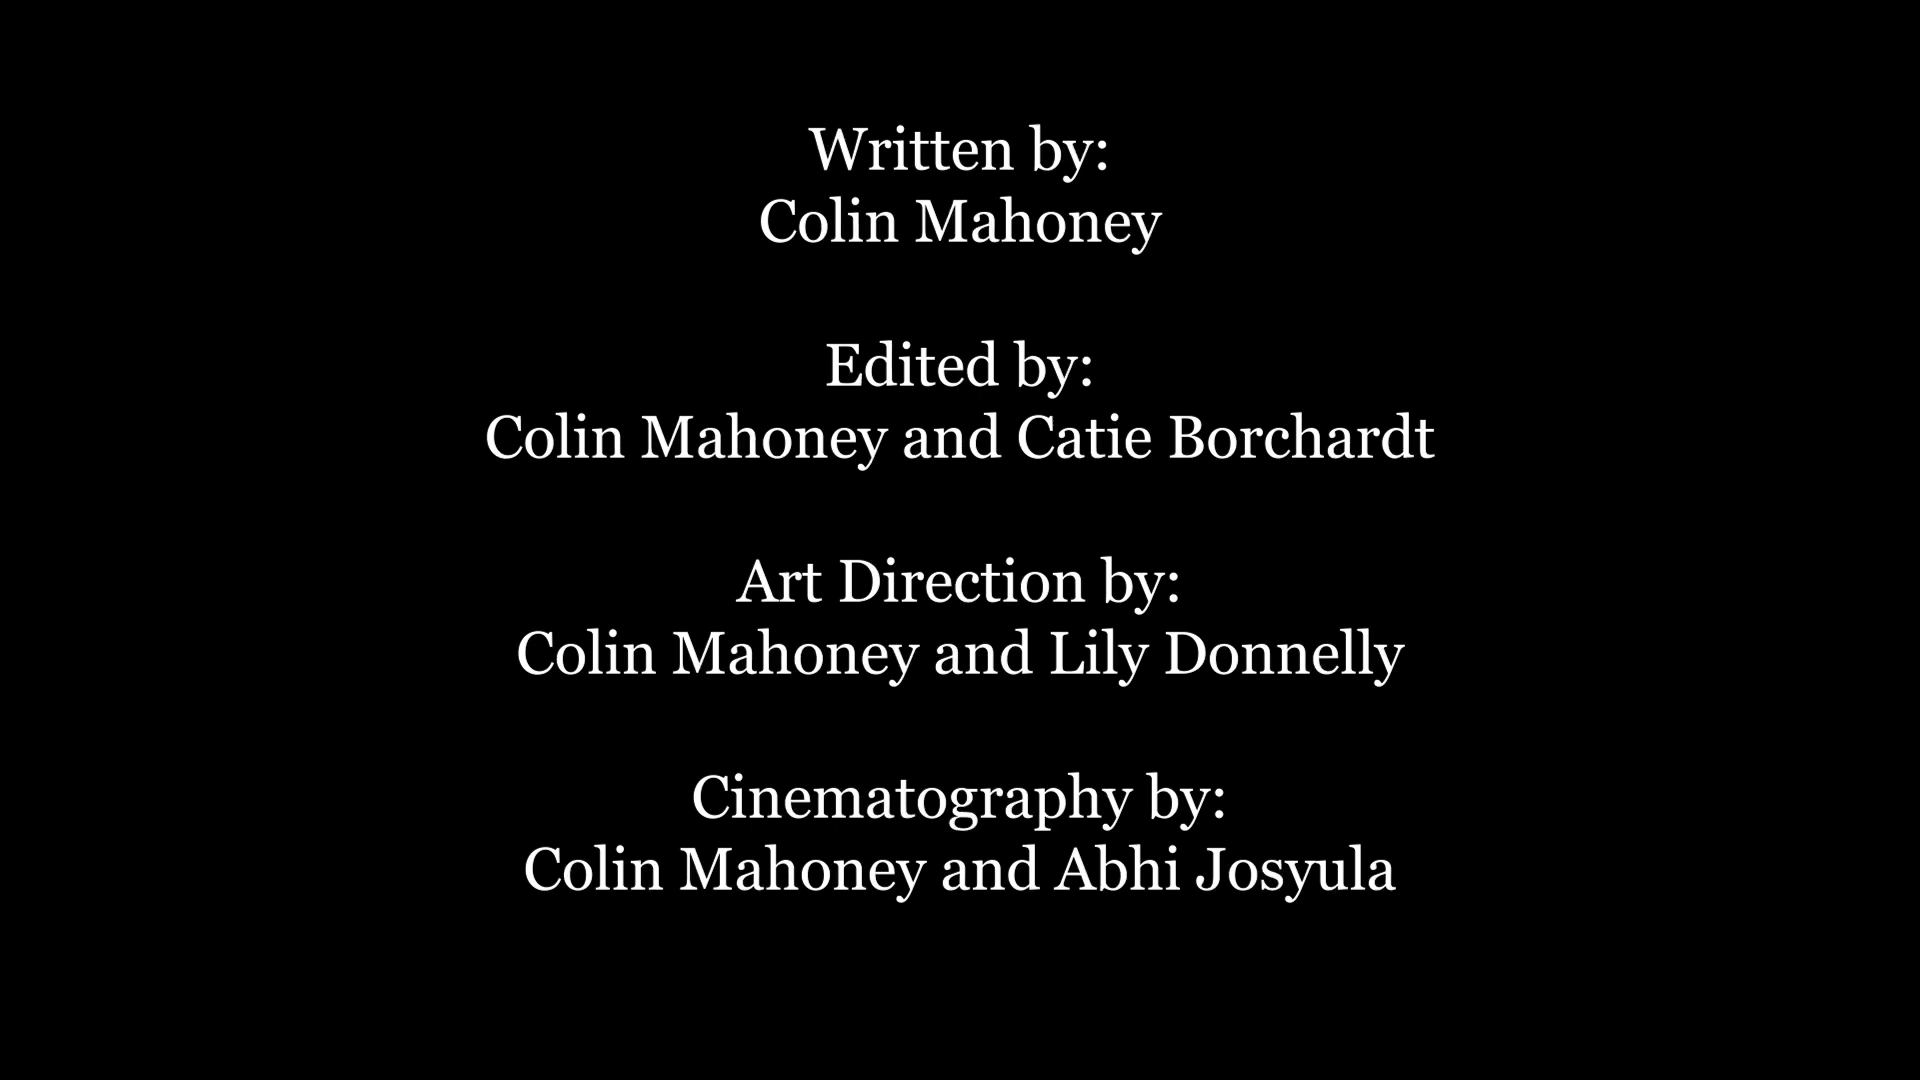 Written by:
Colin Mahoney
Edited by:
Colin Mahoney and Catie Borchardt
Art Direction by:
Colin Mahoney and Lily Donnelly
Cinematography by:
Colin Mahoney and Abhi Josyula